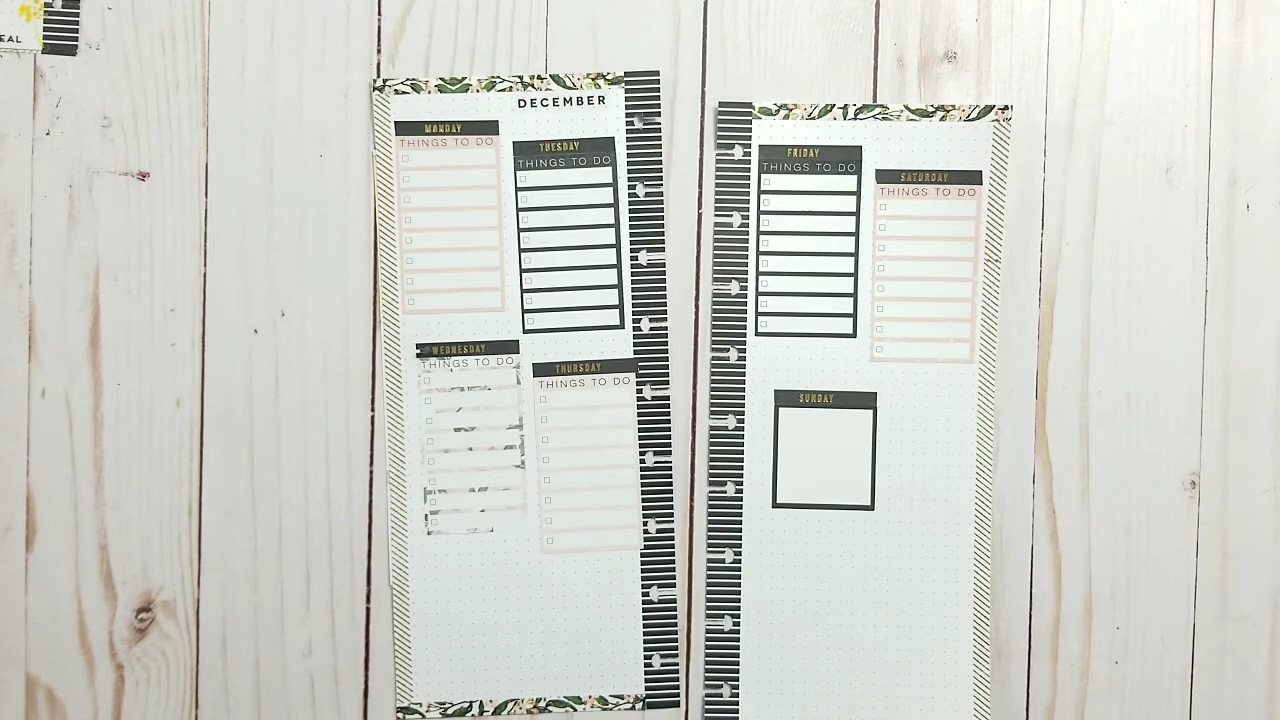 EAL
DECEMBER
MONDAY
THINGS TO DO
TUESDAY
THINGS TO DO
WEDNESDAY
THINGS TO DO
THURSDAY
THINGS TO DO
FRIDAY
THINGS TO DO
SATURDAY
THINGS TO DO
SUNDAY